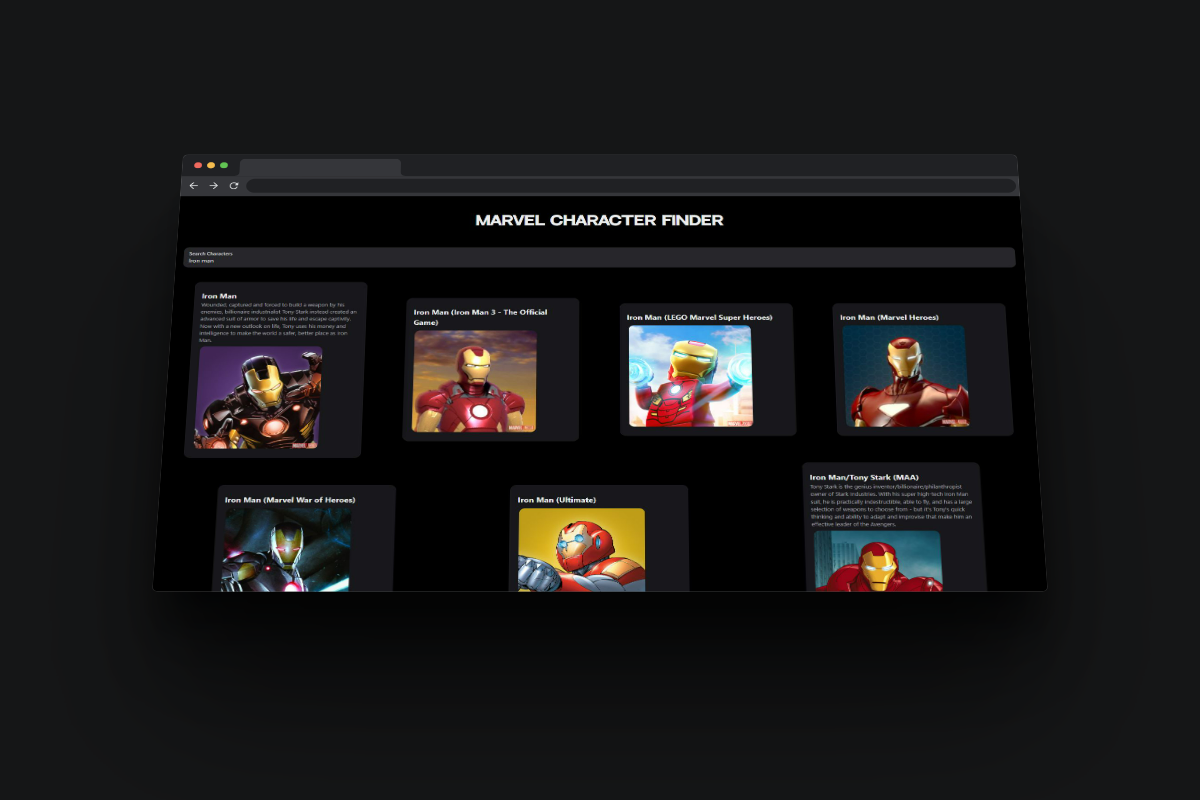 MARVEL CHARACTER FINDER
Search Characters
Iron man
Iron Man
Wounded, captured and forced to build a weapon by his
enemies, billionaire industrialist Tony Stark instead created an
advanced suit of armor to save his life and escape captivity.
Now with a new outlook on life, Tony uses his money and
intelligence to make the world a safer, better place as Iron
Man.
Iron Man (Iron Man 3 - The Official
Game)
Iron Man (LEGO Marvel Super Heroes)
Iron Man (Marvel Heroes)
Iron Man (Marvel War of Heroes)
Iron Man (Ultimate)
Iron Man/Tony Stark (MAA)
Tony Stark is the genius inventor/billionaire/philanthropist
owner of Stark Industries. With his super high-tech Iron Man
suit, he is practically indestructible, able to fly, and has a large
selection of weapons to choose from - but it's Tony's quick
thinking and ability to adapt and improvise that make him an
effective leader of the Avengers.